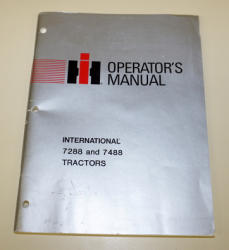 IH
OPERATOR'S
MANUAL
INTERNATIONAL
7288 and 7488
TRACTORS